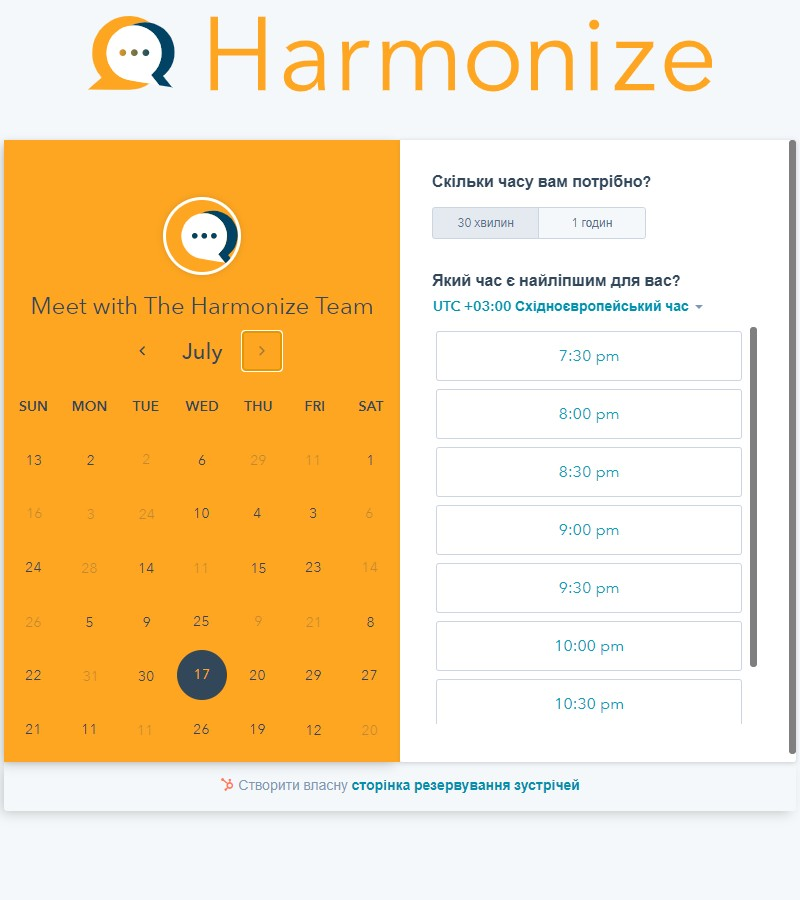 Harmonize
Meet with The Harmonize Team
July
SUN MON TUE WED THU FRI SAT
13 2 2 6 29 11 1
16 3 24 10 4 3 6
24 28 14 11 15 23 14
26 5 9 25 9 21 8
22 31 30 17 20 29 27
21 11 11 26 19 12 20
Скільки часу вам потрібно?
30 хвилин 1 годин
Який час є найліпшим для вас?
UTC +03:00 Східноєвропейський час
7:30 pm
8:00 pm
8:30 pm
9:00 pm
9:30 pm
10:00 pm
10:30 pm
Створити власну сторінка резервування зустрічей